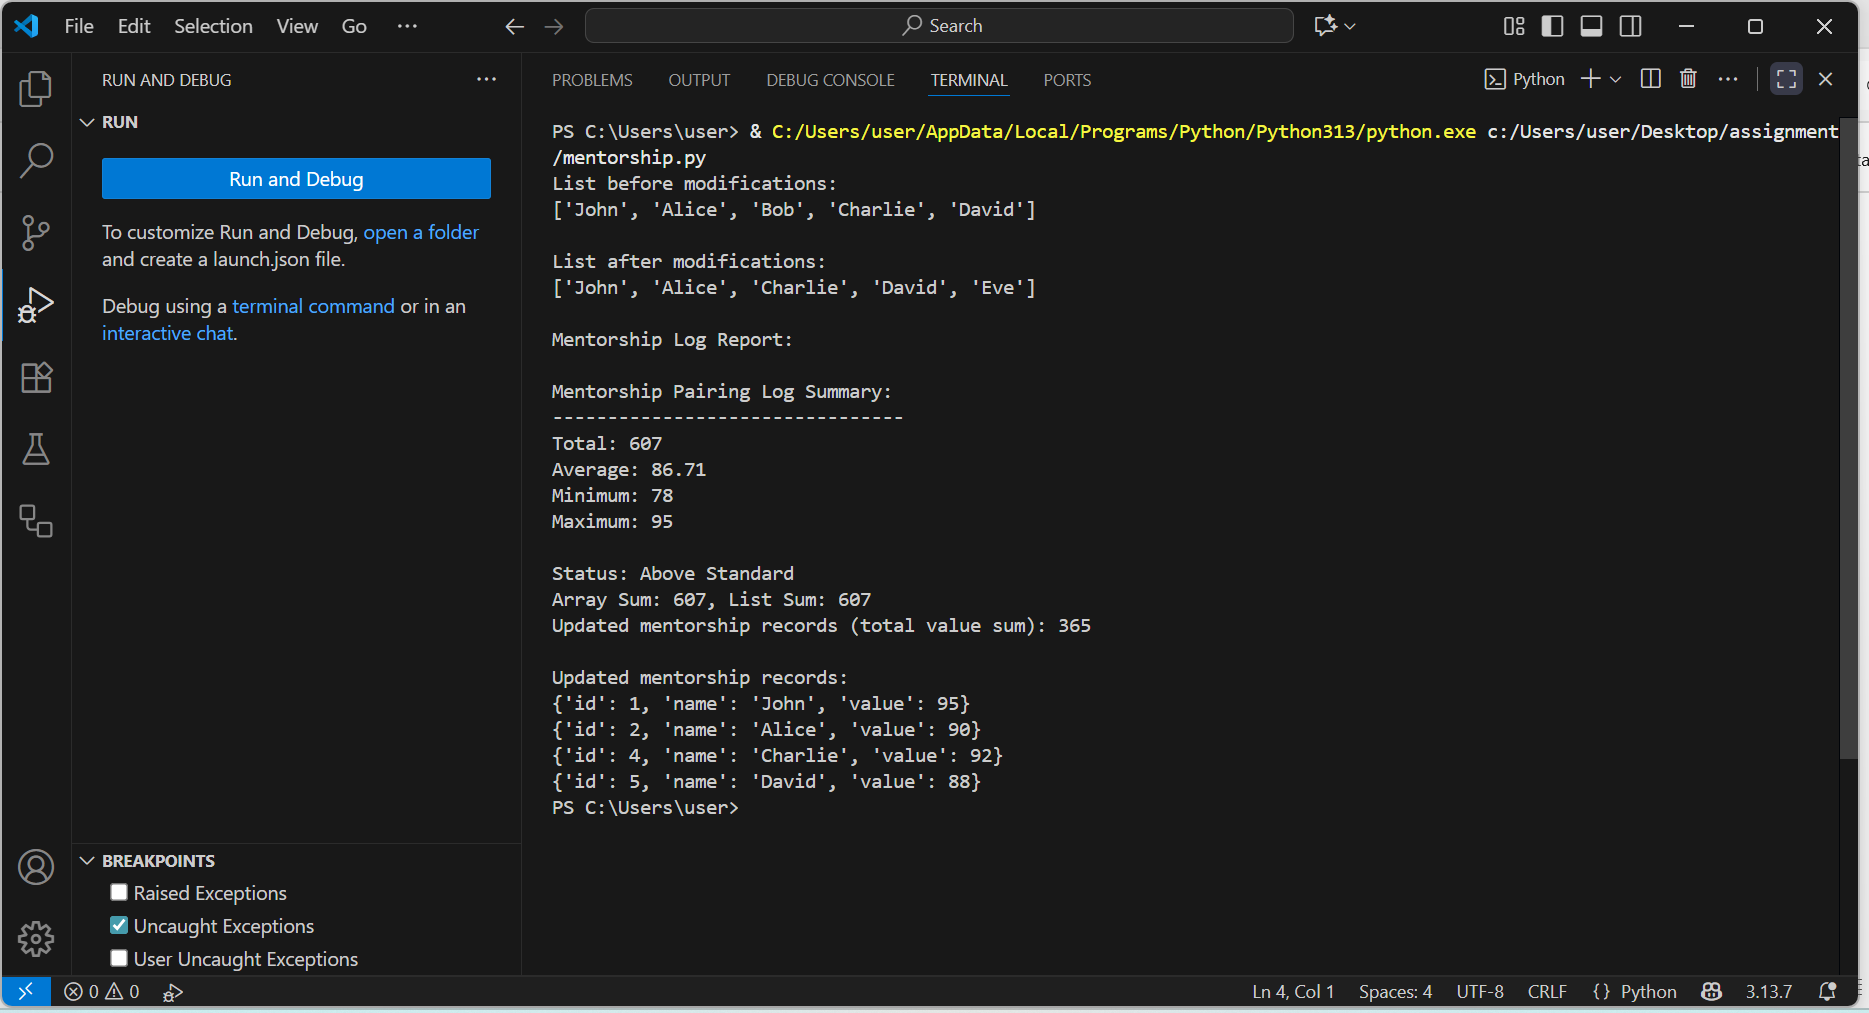 File Edit Selection View Go ···
Search
RUN AND DEBUG ···
RUN
Run and Debug
To customize Run and Debug, open a folder
and create a launch.json file.
Debug using a terminal command or in an
interactive chat.
BREAKPOINTS
Raised Exceptions
Uncaught Exceptions
User Uncaught Exceptions
PROBLEMS OUTPUT DEBUG CONSOLE TERMINAL PORTS
Python
PS C:\Users\user> & C:/Users/user/AppData/Local/Programs/Python/Python313/python.exe c:/Users/user/Desktop/assignment
/mentorship.py
List before modifications:
['John', 'Alice', 'Bob', 'Charlie', 'David']
List after modifications:
['John', 'Alice', 'Charlie', 'David', 'Eve']
Mentorship Log Report:
Mentorship Pairing Log Summary:
--------------------------------
Total: 607
Average: 86.71
Minimum: 78
Maximum: 95
Status: Above Standard
Array Sum: 607, List Sum: 607
Updated mentorship records (total value sum): 365
Updated mentorship records:
{'id': 1, 'name': 'John', 'value': 95}
{'id': 2, 'name': 'Alice', 'value': 90}
{'id': 4, 'name': 'Charlie', 'value': 92}
{'id': 5, 'name': 'David', 'value': 88}
PS C:\Users\user>
0 0
Ln 4, Col 1 Spaces: 4 UTF-8 CRLF {} Python 3.13.7